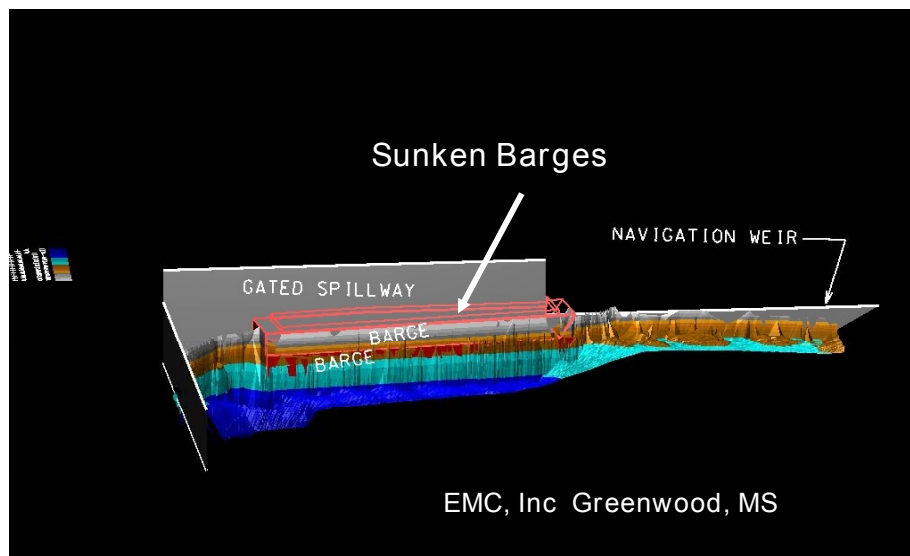 Sunken Barges
NAVIGATION WEIR
GATED SPILLWAY
BARGE
BARGE
EMC, Inc Greenwood, MS